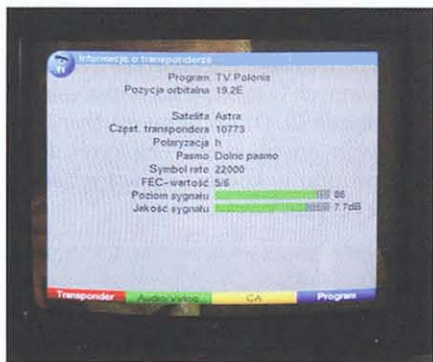 Informacje o transponderze
Program TV Polonia
Pozycja orbitalna 19.2E
Satelita Astra
Częst. transpondera 10773
Polaryzacja h
Pasmo Dolne pasmo
Symbol rate 22000
FEC-wartość 5/6
Poziom sygnału 86
Jakość sygnału 7.7dB
Transponder Audio/Video CA Program